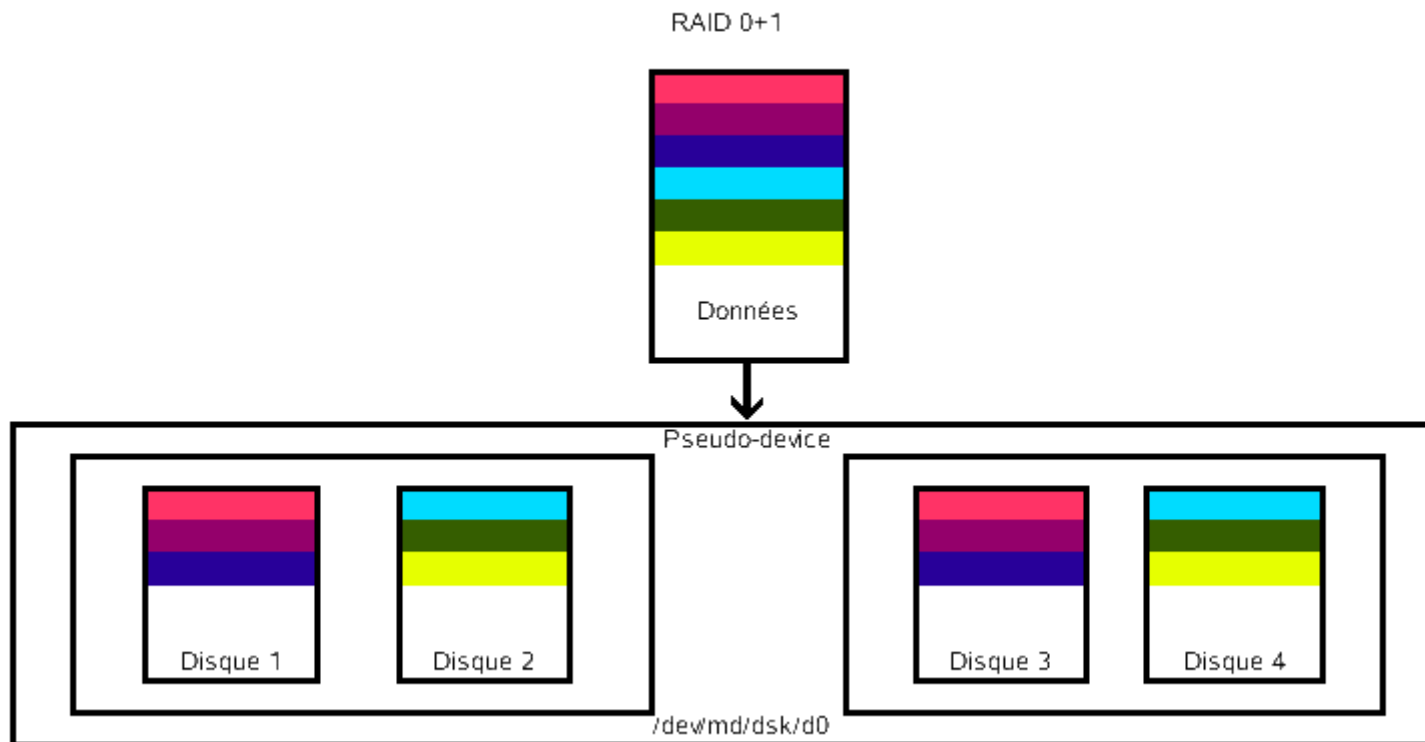 RAID 0+1
Données
Pseudo-device
Disque 1
Disque 2
Disque 3
Disque 4
/dev/md/dsk/d0